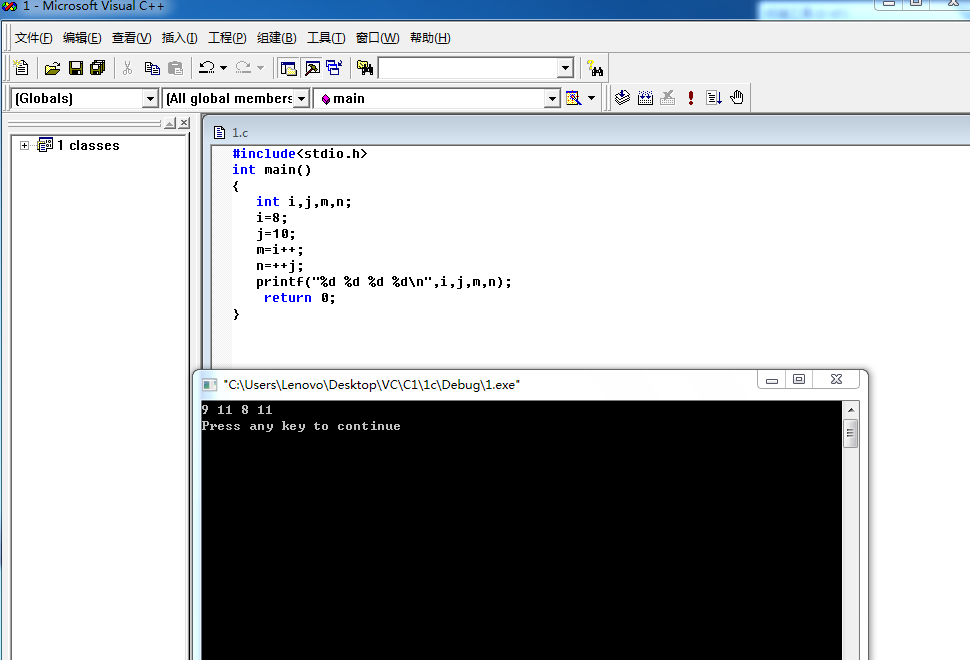 1 - Microsoft Visual C++
文件(F) 编辑(E) 查看(V) 插入(I) 工程(P) 组建(B) 工具(T) 窗口(W) 帮助(H)
(Globals) (All global members main
1 classes
1.c
#include<stdio.h>
int main()
{
int i,j,m,n;
i=8;
j=10;
m=i++;
n=++j;
printf("%d %d %d %d\n",i,j,m,n);
return 0;
}
"C:\Users\Lenovo\Desktop\VC\C1\1c\Debug\1.exe"
9 11 8 11
Press any key to continue